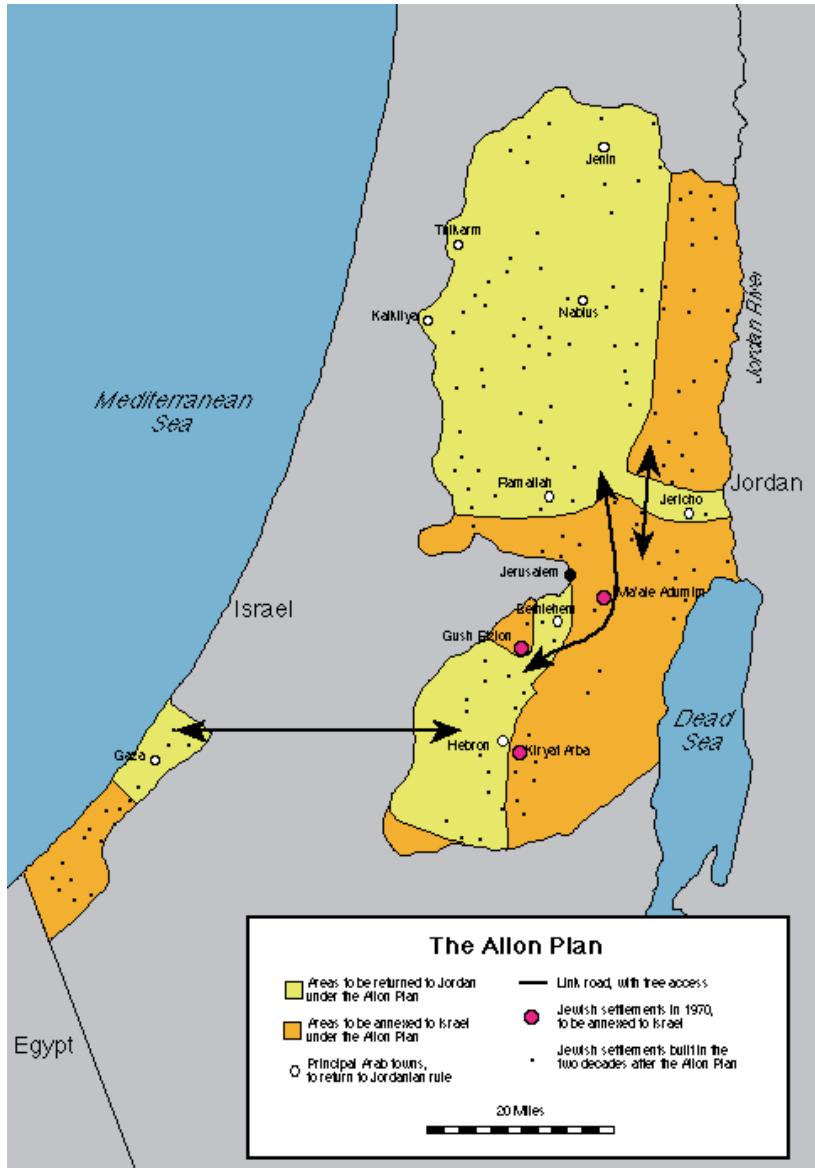 Jenin
Tulkarm
Jordan River
Nablus
Kalkilya
Mediterranean
Sea
Ramallah
Jericho
Jordan
Jerusalem
Ma'ale Adumim
Israel
Bethlehem
Gush Etzion
Dead
Sea
Hebron
Kiryat Arba
Gaza
Egypt
The Allon Plan
Areas to be returned to Jordan
under the Allon Plan
Areas to be annexed to Israel
under the Allon Plan
Principal Arab towns,
to return to Jordanian rule
Link road, with free access
Jewish settlements in 1970,
to be annexed to Israel
Jewish settlements built in the
two decades after the Allon Plan
20 Miles